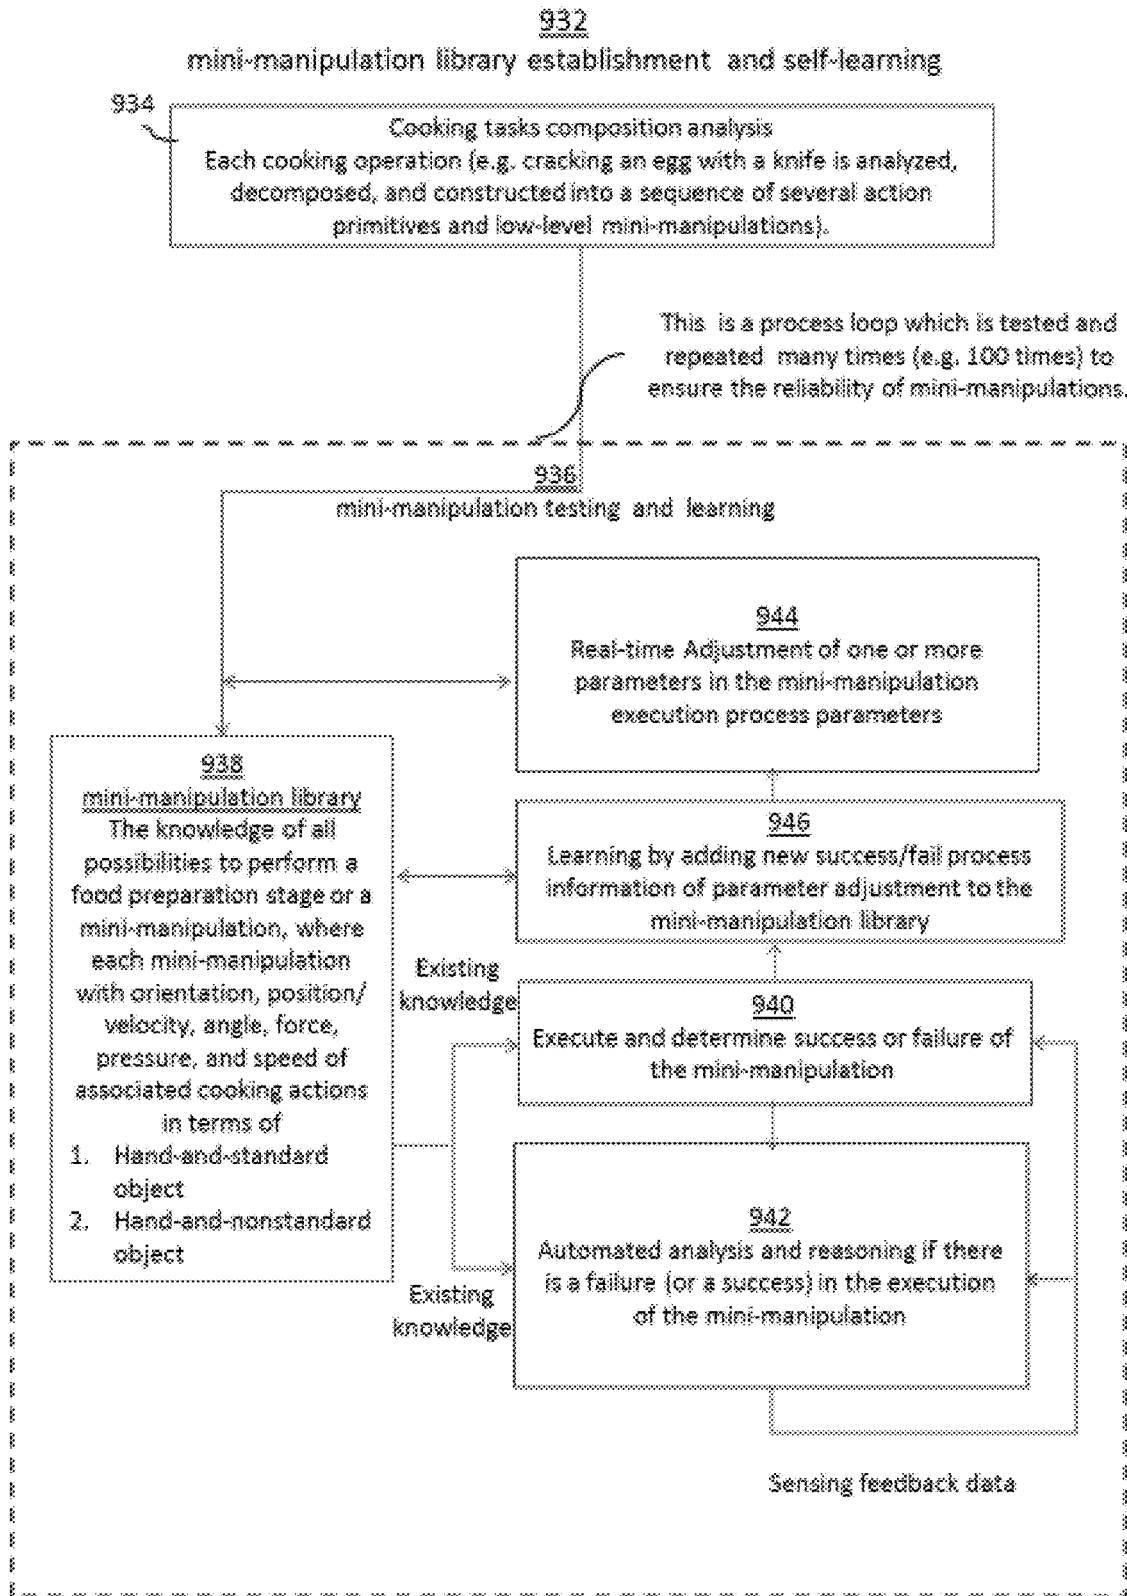 932
mini-manipulation library establishment and self-learning
934
Cooking tasks composition analysis
Each cooking operation (e.g. cracking an egg with a knife is analyzed,
decomposed, and constructed into a sequence of several action
primitives and low-level mini-manipulations).
This is a process loop which is tested and
repeated many times (e.g. 100 times) to
ensure the reliability of mini-manipulations.
936
mini-manipulation testing and learning
944
Real-time Adjustment of one or more
parameters in the mini-manipulation
execution process parameters
938
mini-manipulation library
The knowledge of all
possibilities to perform a
food preparation stage or a
mini-manipulation, where
each mini-manipulation
with orientation, position/
velocity, angle, force,
pressure, and speed of
associated cooking actions
in terms of
1. Hand-and-standard
object
2. Hand-and-nonstandard
object
946
Learning by adding new success/fail process
information of parameter adjustment to the
mini-manipulation library
Existing
knowledge
940
Execute and determine success or failure of
the mini-manipulation
942
Automated analysis and reasoning if there
is a failure (or a success) in the execution
of the mini-manipulation
Existing
knowledge
Sensing feedback data